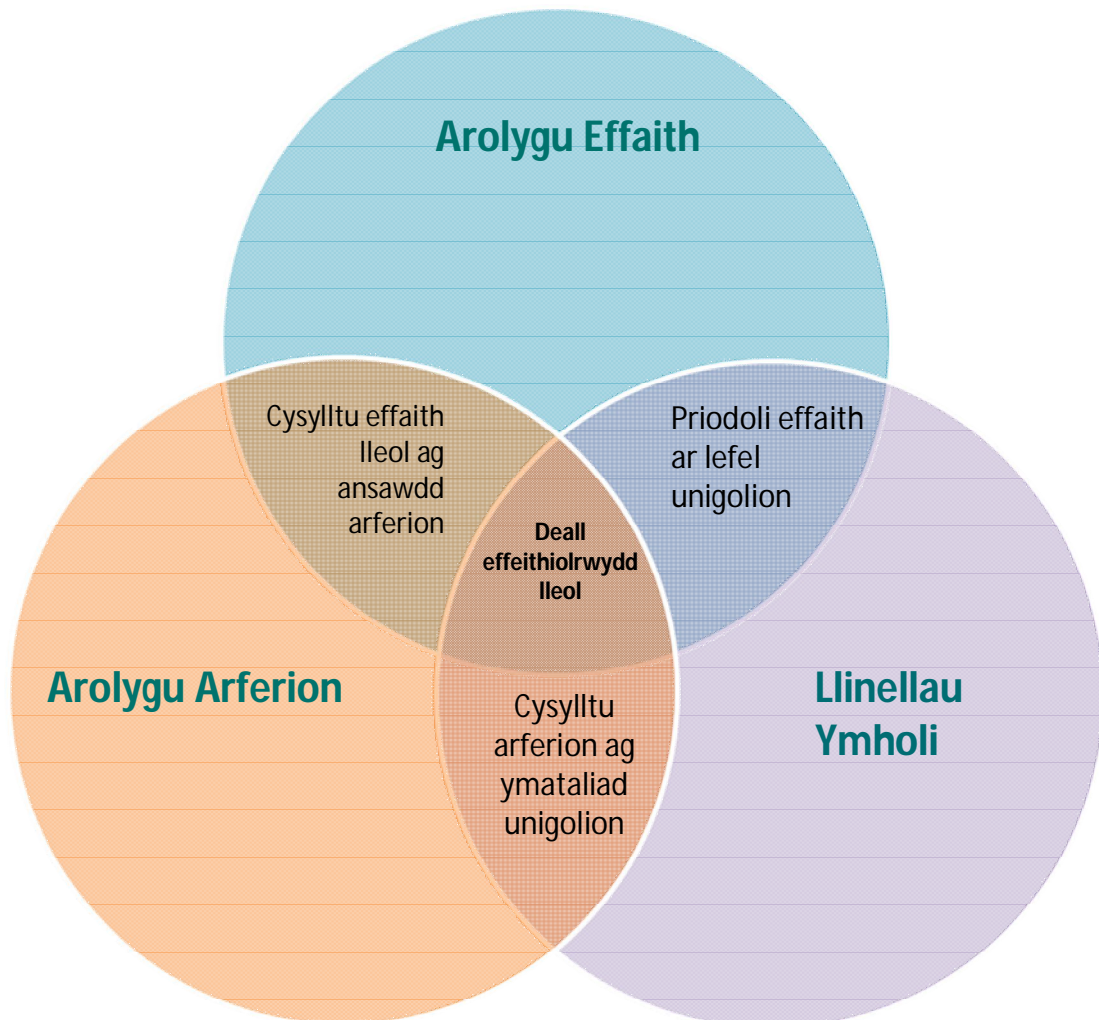 Arolygu Effaith
Cysylltu effaith
lleol ag
ansawdd
arferion
Priodoli effaith
ar lefel
unigolion
Deall
effeithiolrwydd
lleol
Arolygu Arferion
Llinellau
Ymholi
Cysylltu
arferion ag
ymataliad
unigolion